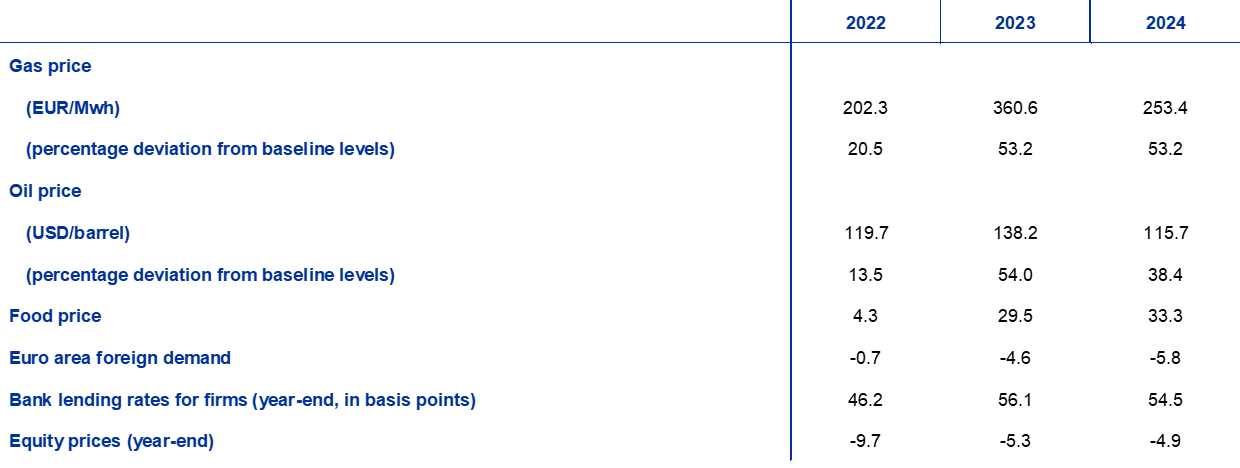 2022 2023 2024
Gas price
(EUR/Mwh) 202.3 360.6 253.4
(percentage deviation from baseline levels) 20.5 53.2 53.2
Oil price
(USD/barrel) 119.7 138.2 115.7
(percentage deviation from baseline levels) 13.5 54.0 38.4
Food price 4.3 29.5 33.3
Euro area foreign demand -0.7 -4.6 -5.8
Bank lending rates for firms (year-end, in basis points) 46.2 56.1 54.5
Equity prices (year-end) -9.7 -5.3 -4.9